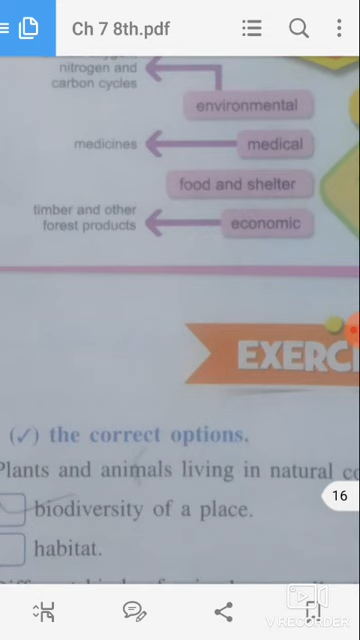 Ch 7 8th.pdf
nitrogen and
carbon cycles
environmental
medicines
medical
food and shelter
timber and other
forest products
economic
EXERCI
(✓) the correct options.
Plants and animals living in natural co
16
biodiversity of a place.
habitat.
V RECORDER